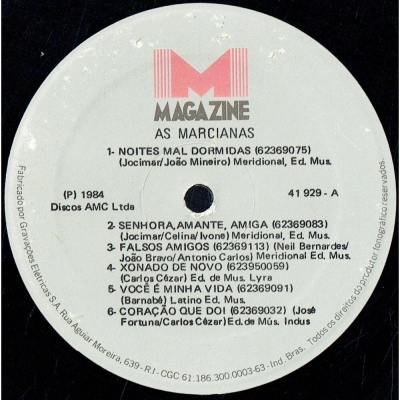 MAGAZINE
AS MARCIANAS
1- NOITES MAL DORMIDAS (62369075)
(Jocimar/João Mineiro) Meridional, Ed. Mus.
(P) 1984
Discos AMC Ltda
41 929 - A
2- SENHORA, AMANTE, AMIGA (62369083)
(Jocimar/Celina/Ivone) Meridional, Ed. Mus.
3- FALSOS AMIGOS (62369113) (Neil Bernardes/
João Bravo/Antonio Carlos) Meridional Ed. Mus.
4- XONADO DE NOVO (623950059)
(Carlos Cézar) Ed. de Mus. Lyra
5- VOCÊ É MINHA VIDA (62369091)
(Barnabé) Latino Ed. Mus.
6- CORAÇÃO QUE DOI (62369032) (José
Fortuna/Carlos Cêzar) Ed. de Mús. Indus
Fabricado por Gravações Elétricas S.A. Rua Aguiar Moreira, 639 - RJ - CGC 61.186.300.0003-63 - Ind. Bras. Todos os direitos do produtor fonográfico reservados.